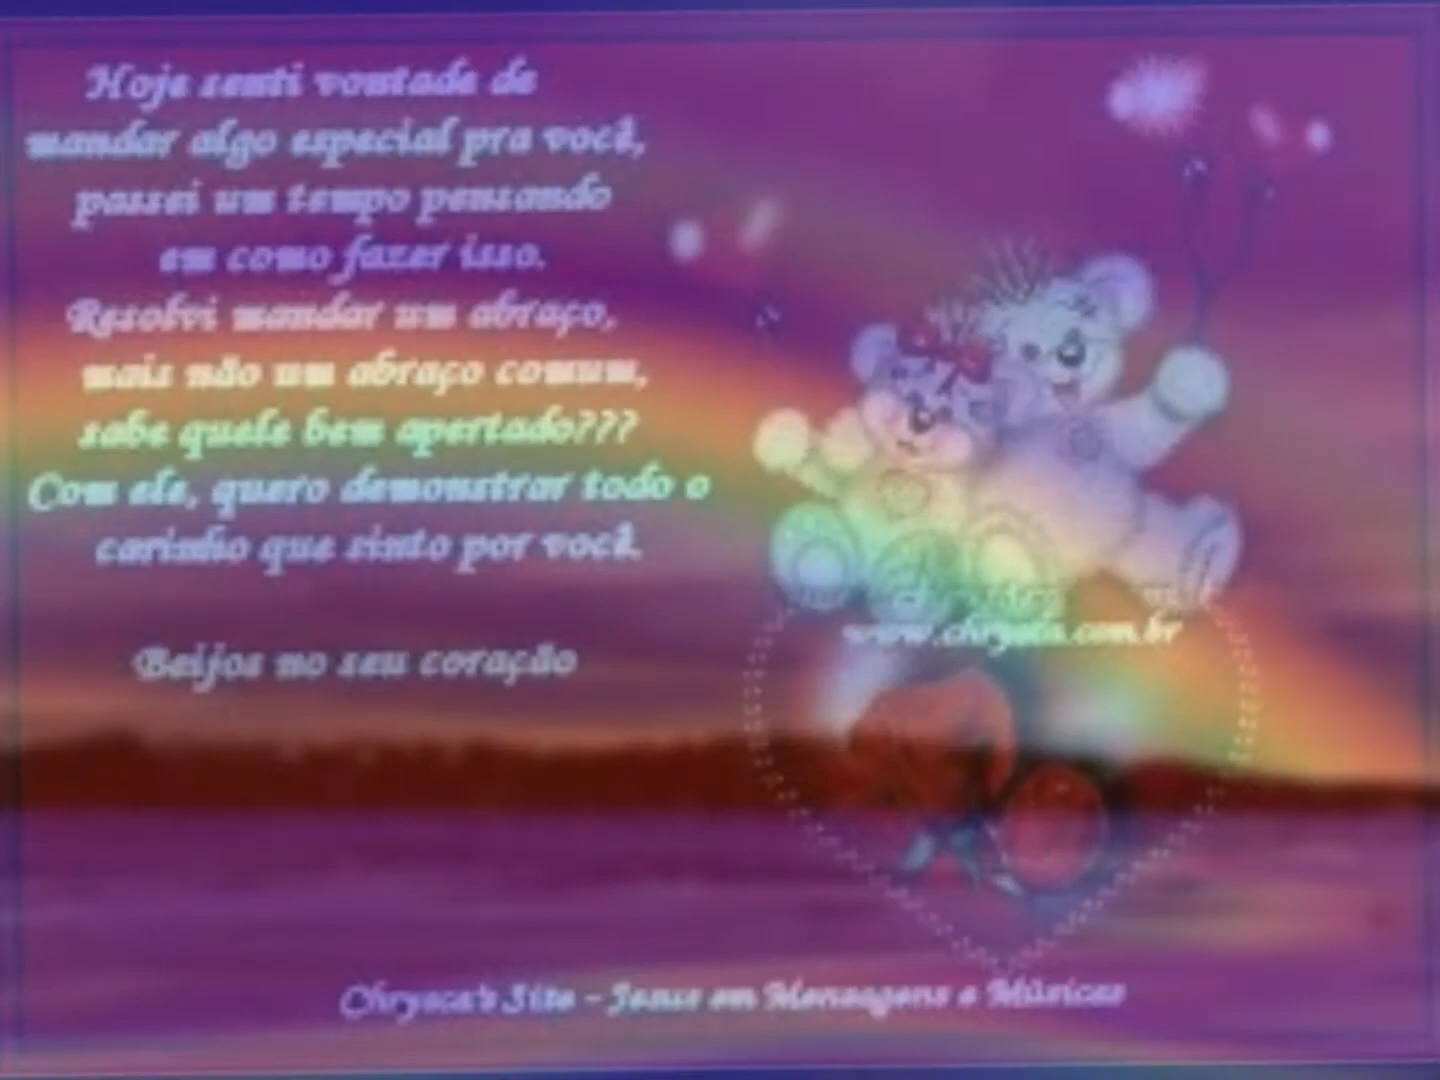 Hoje senti vontade de
mandar algo especial pra você,
passei um tempo pensando
em como fazer isso.
Resolvi mandar um abraço,
mais não um abraço comum,
sabe quele bem apertado???
Com ele, quero demonstrar todo o
carinho que sinto por você.
Beijos no seu coração
www.chrysca.com.br
Chrysca's Site - Jesus em Mensagens e Músicas